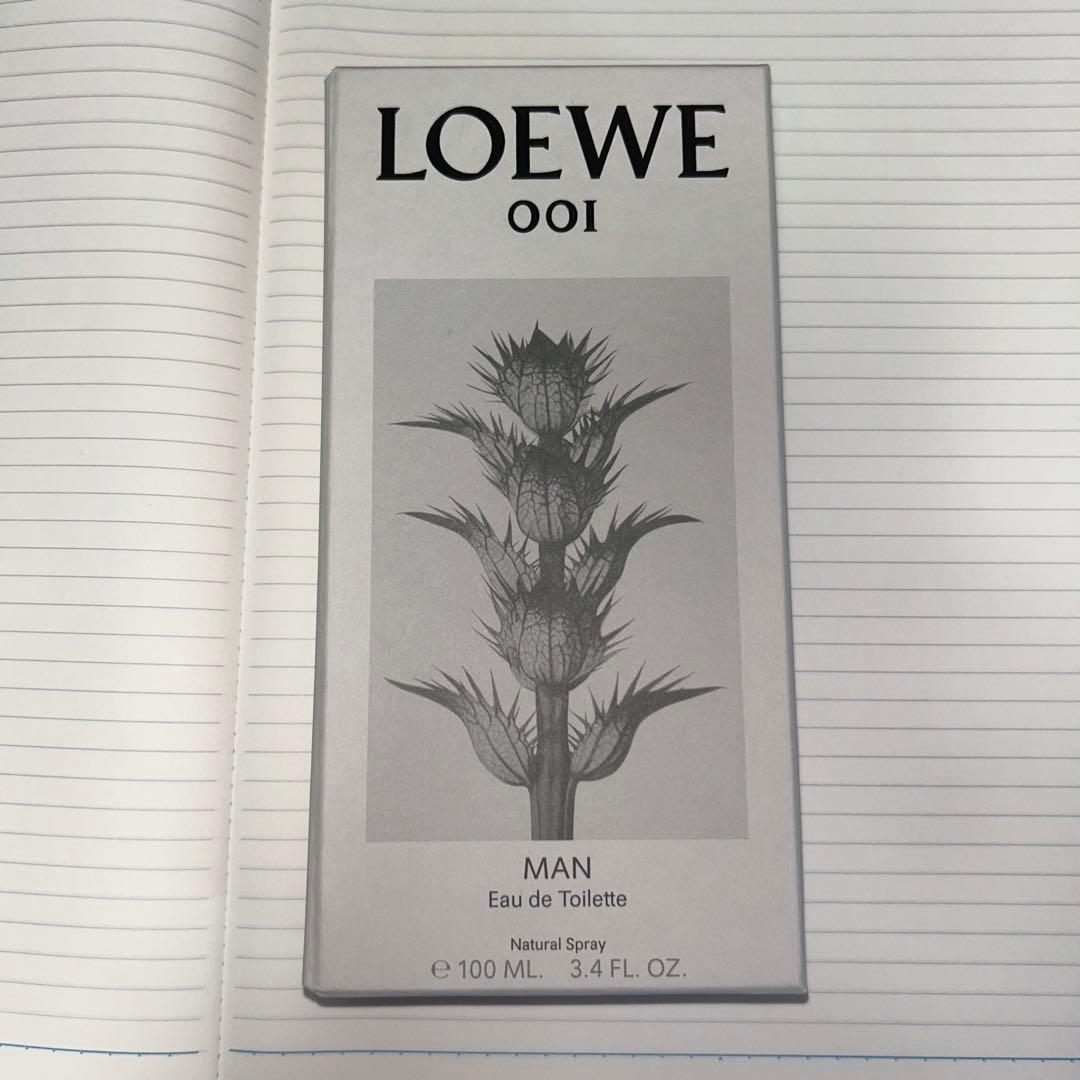 LOEWE
001
MAN
Eau de Toilette
Natural Spray
℮ 100 ML. 3.4 FL. OZ.